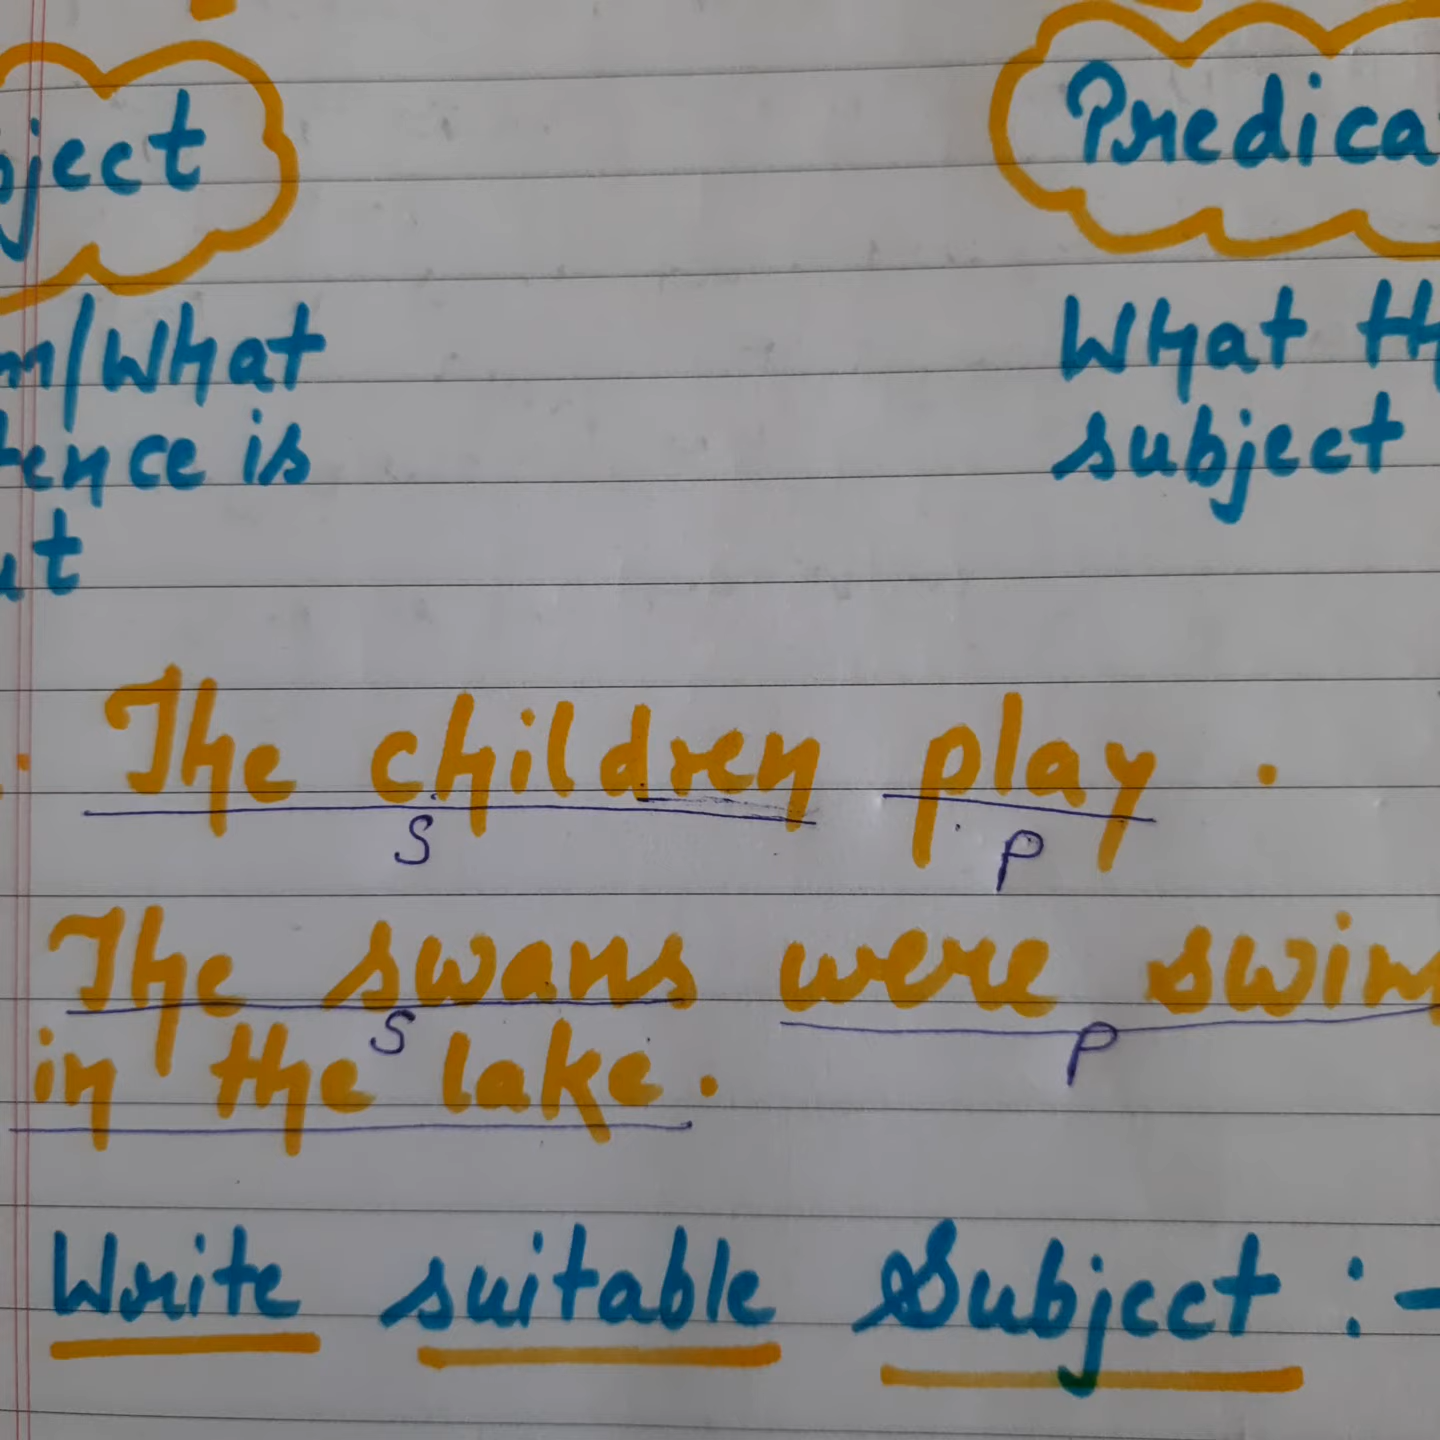 ject Predica
m/What What th
tence is subject
ut
The children play .
S P
The swans were swim
S P
in the lake.
Write suitable Subject :-